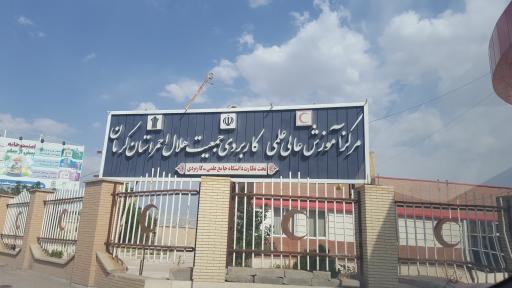 مرکز آموزش عالی علمی کاربردی جمعیت هلال احمر استان کرمان
تحت نظارت دانشگاه جامع علمی - کاربردی